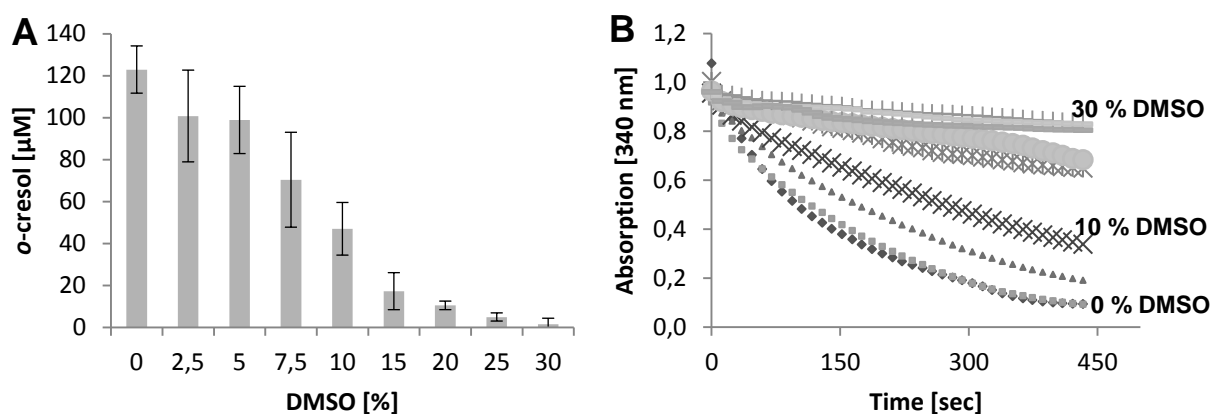 A
o-cresol [µM]
140
120
100
80
60
40
20
0
0 2,5 5 7,5 10 15 20 25 30
DMSO [%]
B
Absorption [340 nm]
1,2
1,0
0,8
0,6
0,4
0,2
0,0
30 % DMSO
10 % DMSO
0 % DMSO
0 150 300 450
Time [sec]